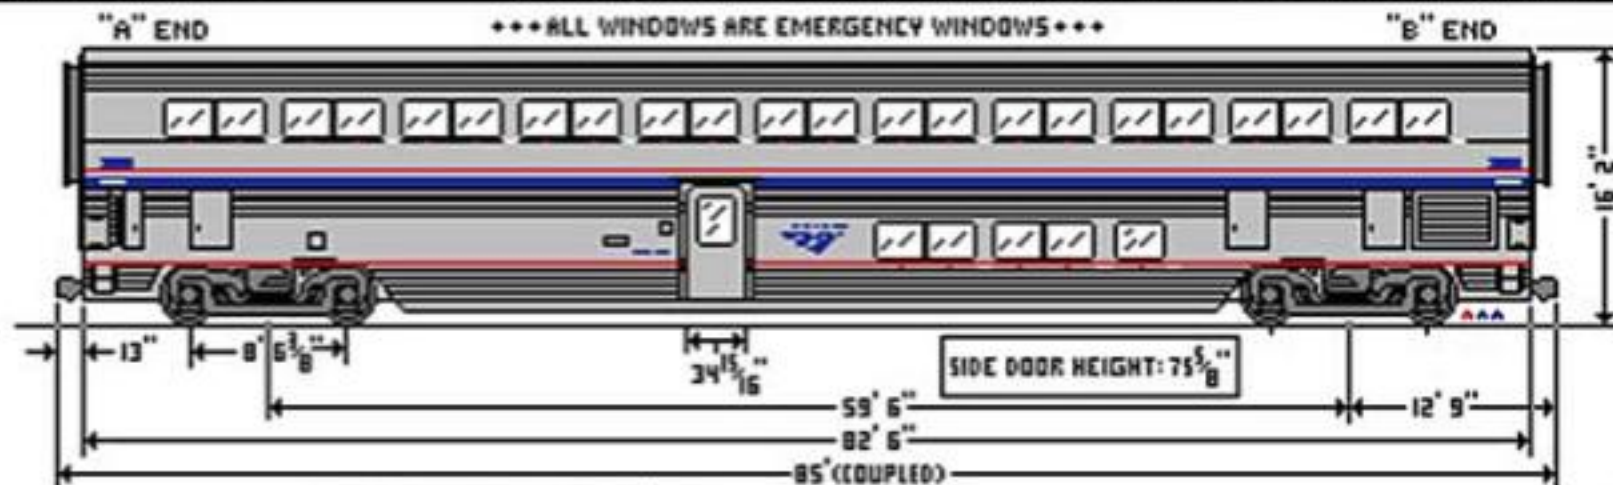 "A" END
+++ALL WINDOWS ARE EMERGENCY WINDOWS+++
"B" END
16' 2"
13"
8' 6 3/8"
34 15/16"
SIDE DOOR HEIGHT: 75 5/8"
59' 6"
12' 9"
82' 6"
85' (COUPLED)